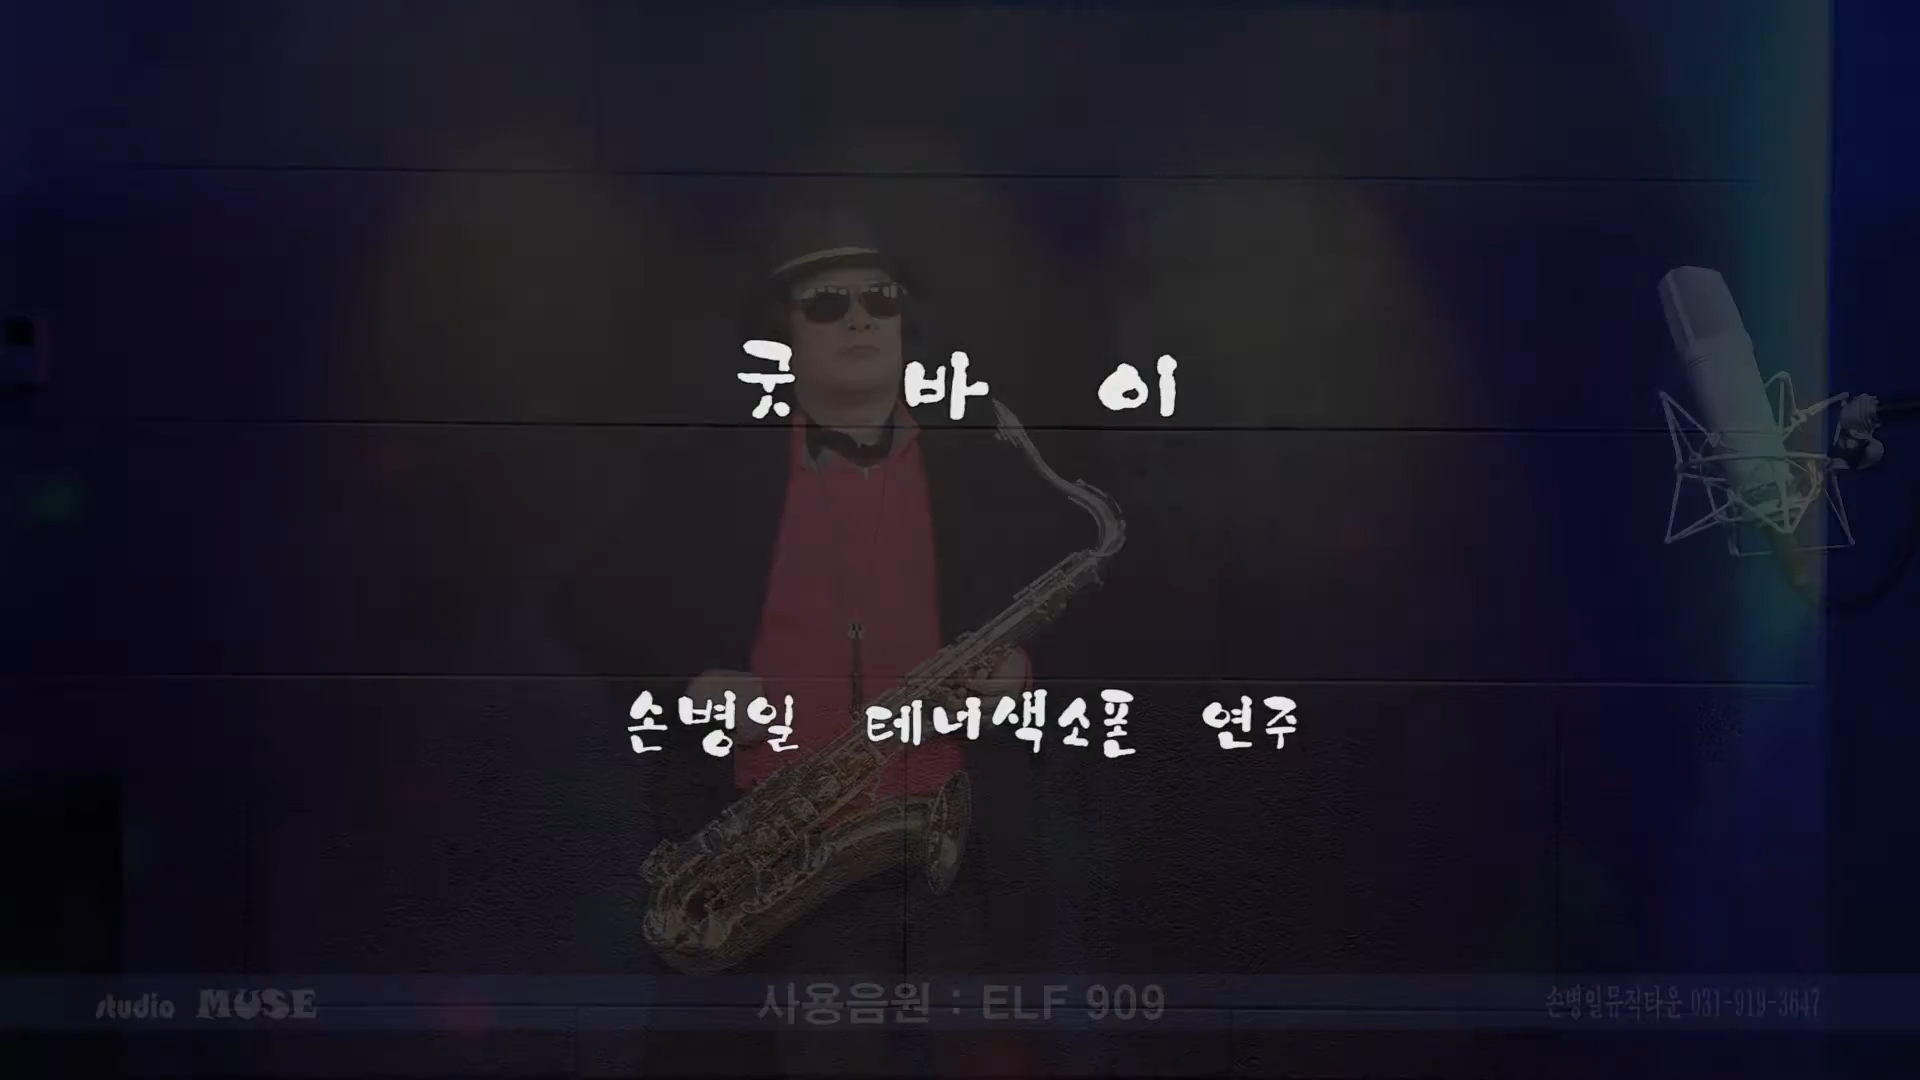 굿 바 이
손병일 테너색소폰 연주
studio MUSE
사용음원 : ELF 909
손병일뮤직타운 031-919-3647